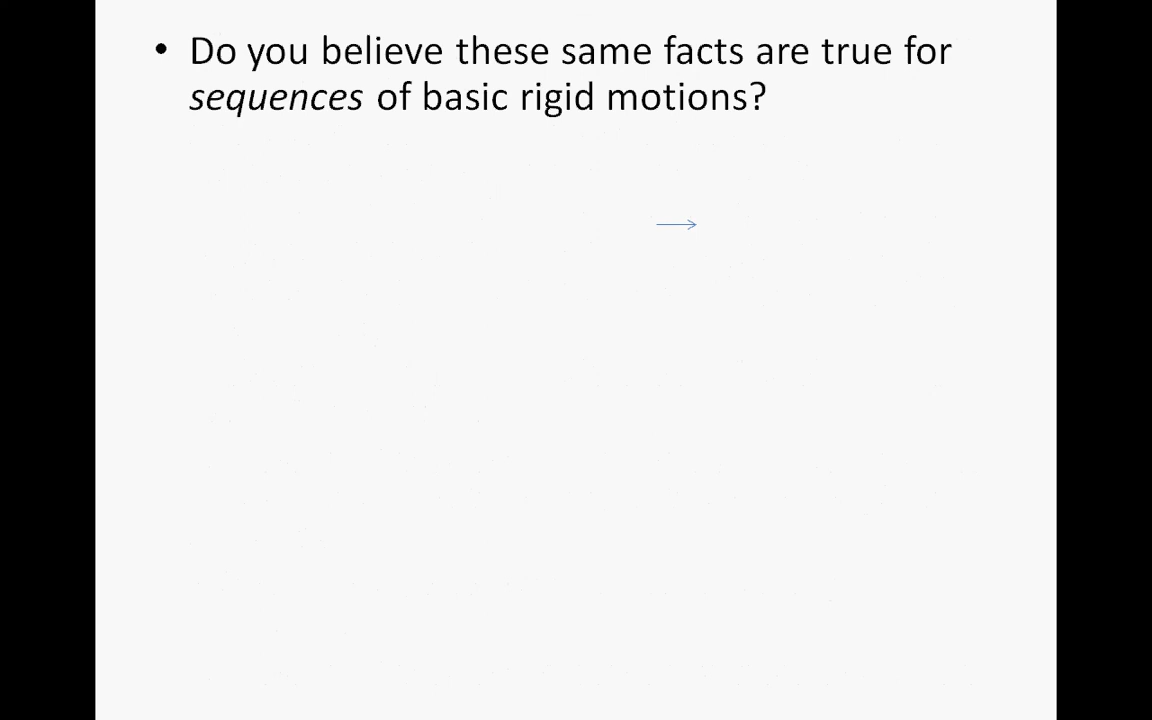 • Do you believe these same facts are true for
sequences of basic rigid motions?